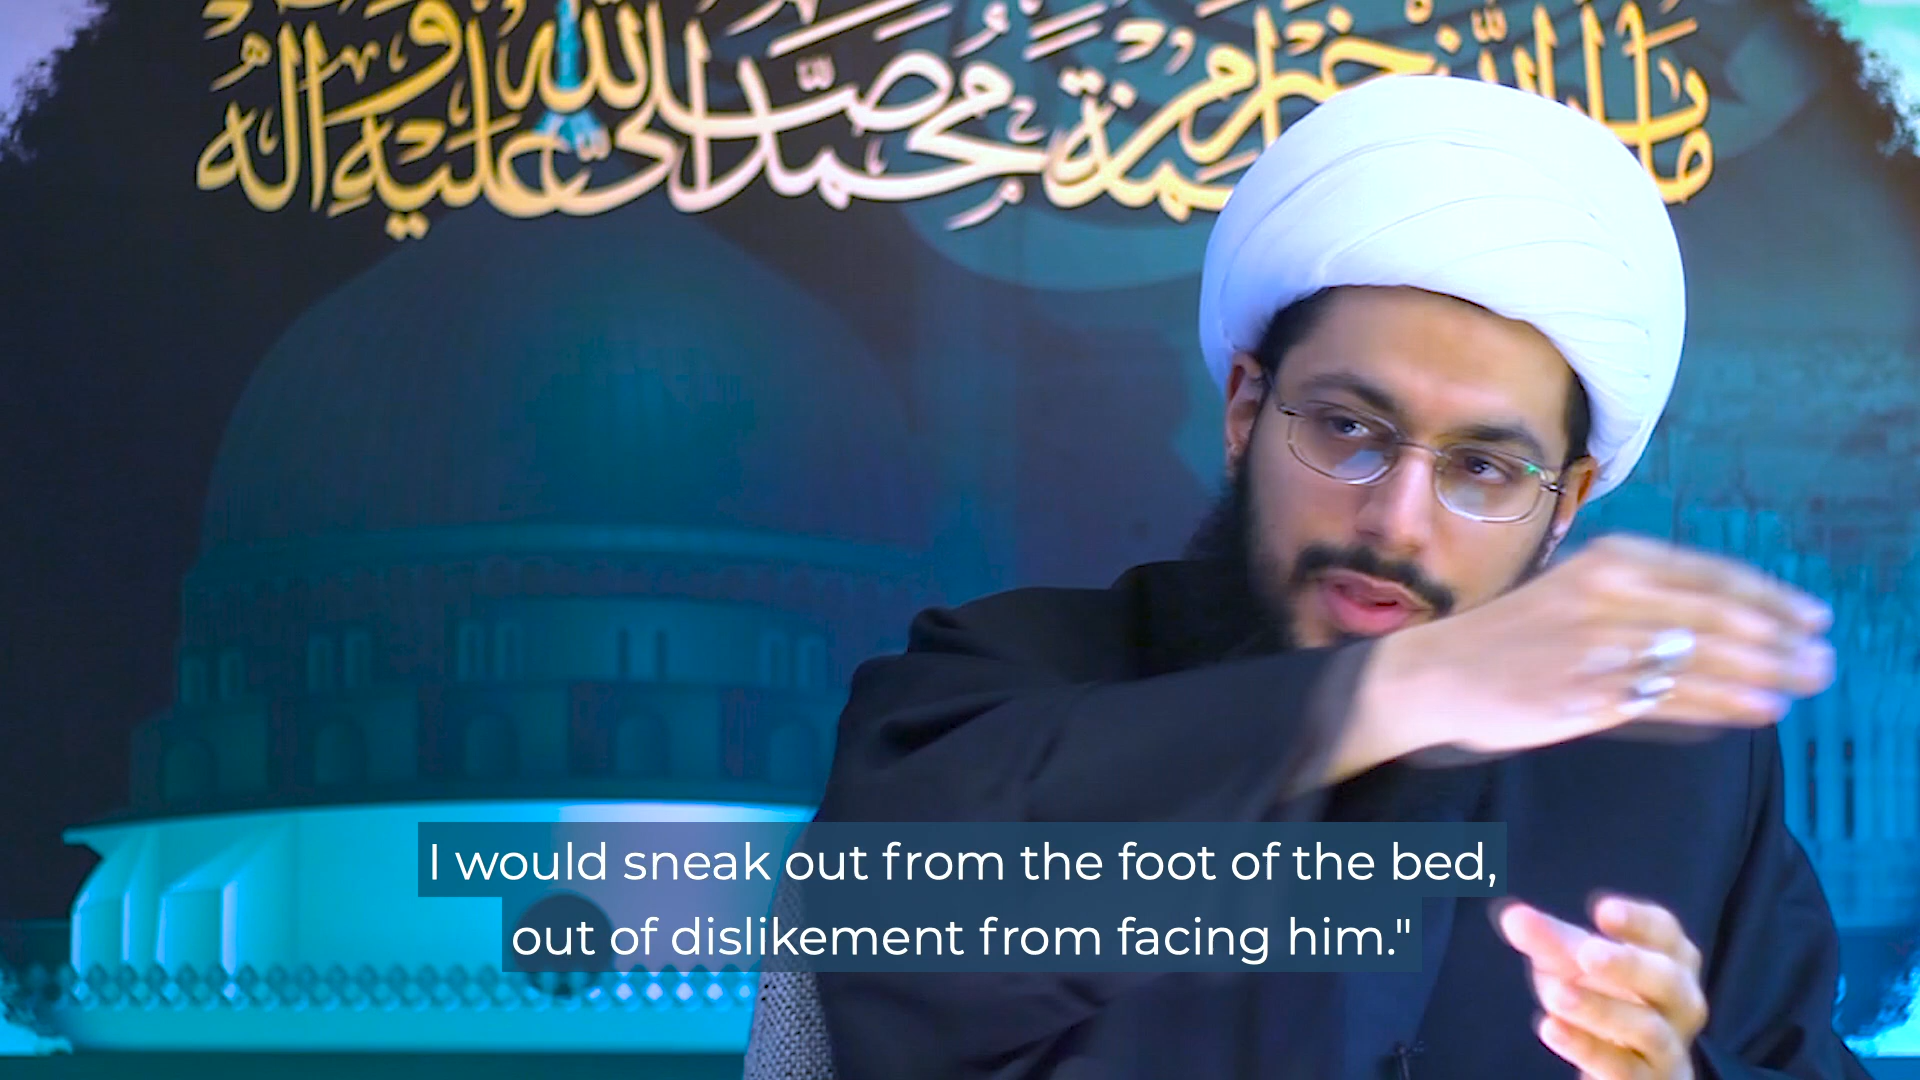 محمد صلى الله عليه و اله
I would sneak out from the foot of the bed,
out of dislikement from facing him."